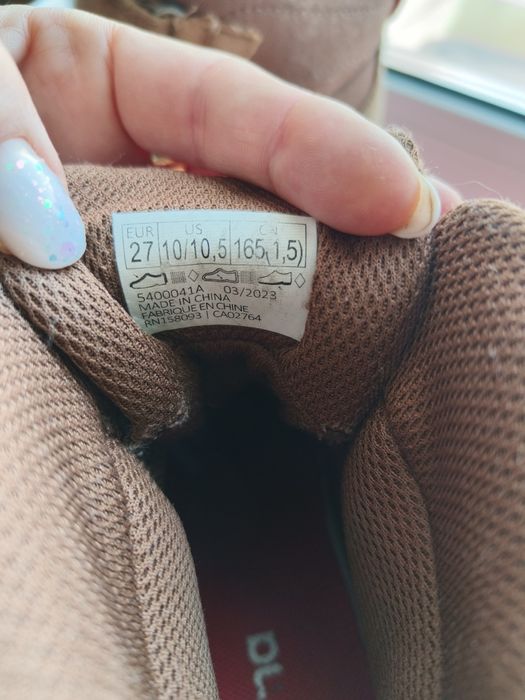 EUR US CN
27 10/10,5 165(1,5)
5400041A 03/2023
MADE IN CHINA
FABRIQUE EN CHINE
RN158093 | CA02764